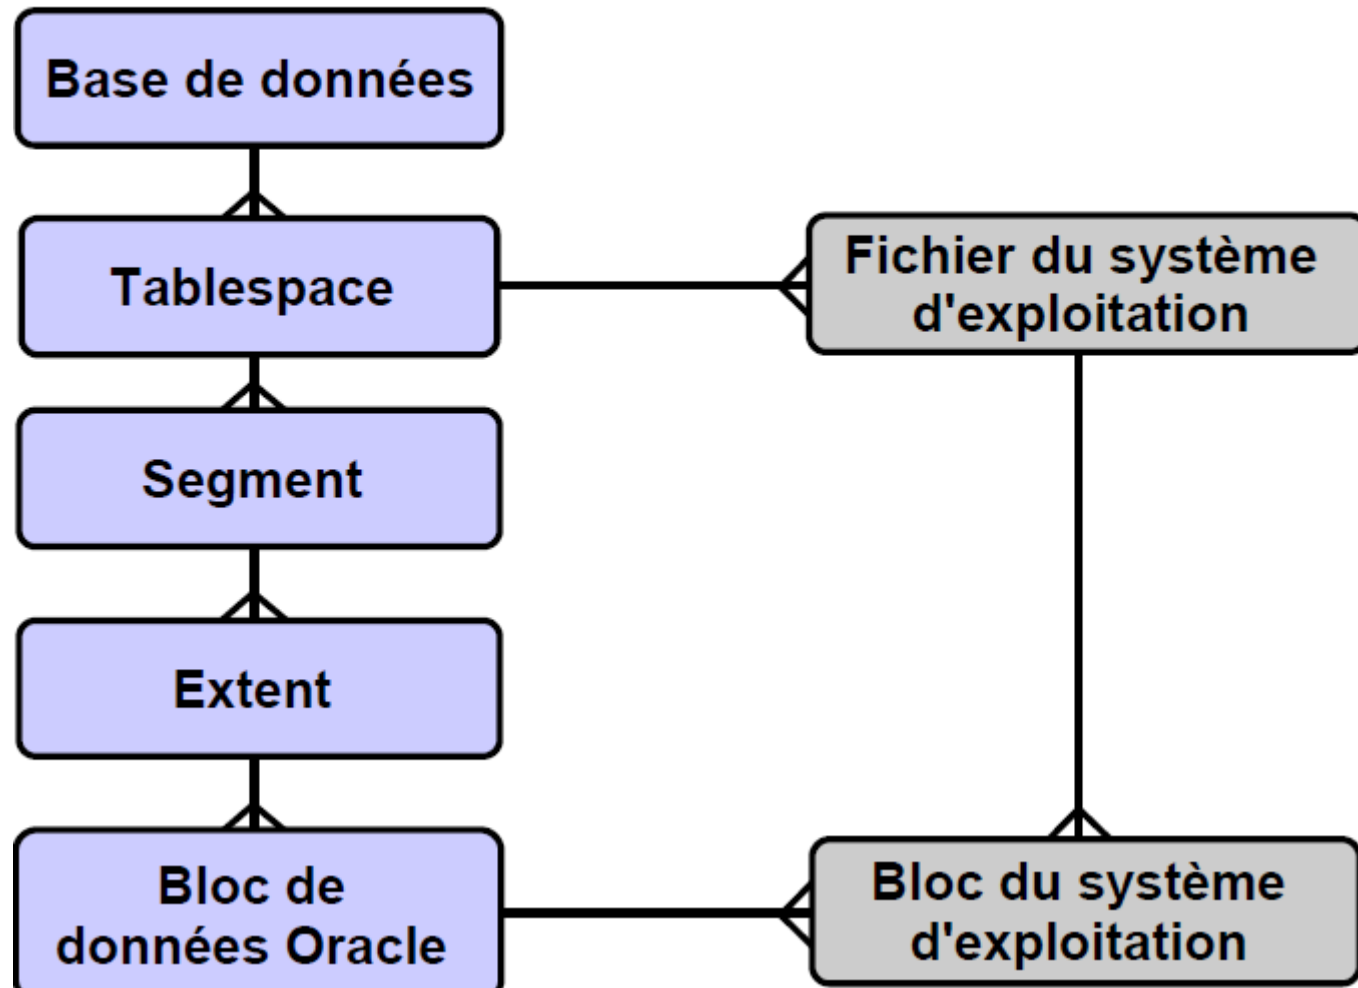 Base de données
Tablespace
Fichier du système
d'exploitation
Segment
Extent
Bloc de
données Oracle
Bloc du système
d'exploitation